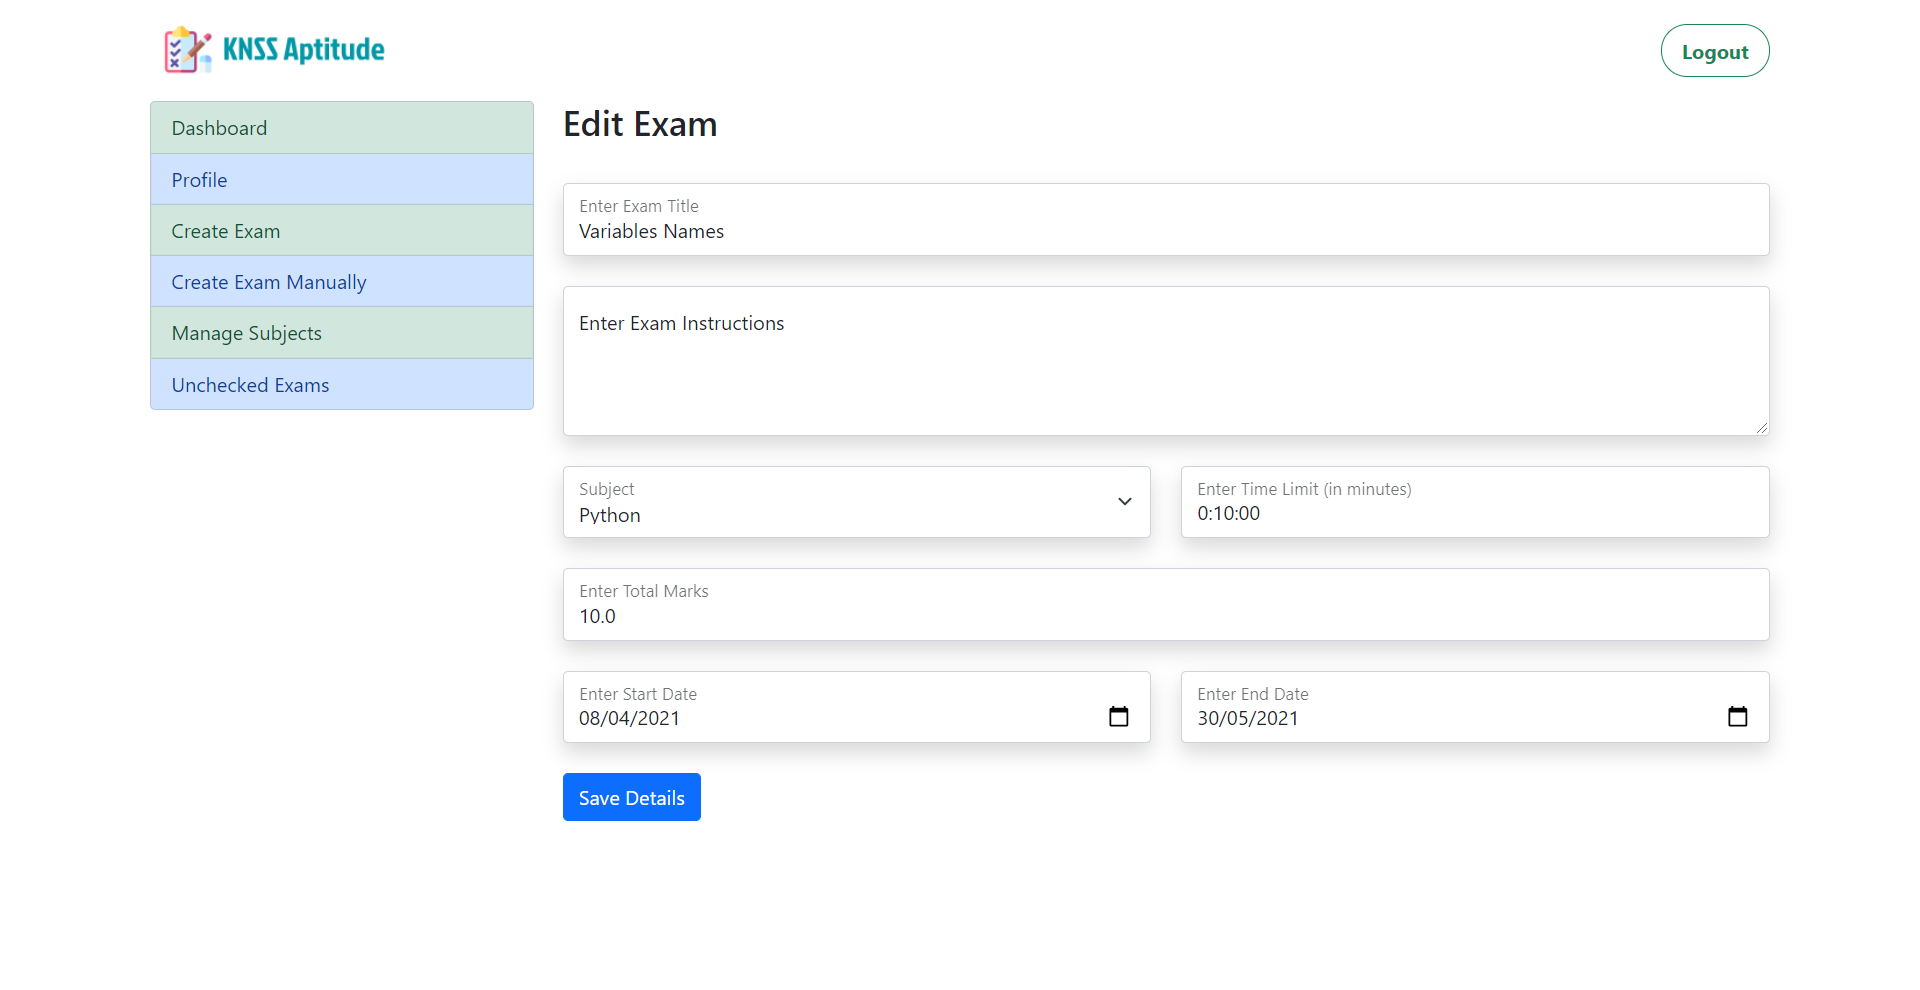 KNSS Aptitude
Logout
Dashboard
Profile
Create Exam
Create Exam Manually
Manage Subjects
Unchecked Exams
Edit Exam
Enter Exam Title
Variables Names
Enter Exam Instructions
Subject
Python
Enter Time Limit (in minutes)
0:10:00
Enter Total Marks
10.0
Enter Start Date
08/04/2021
Enter End Date
30/05/2021
Save Details